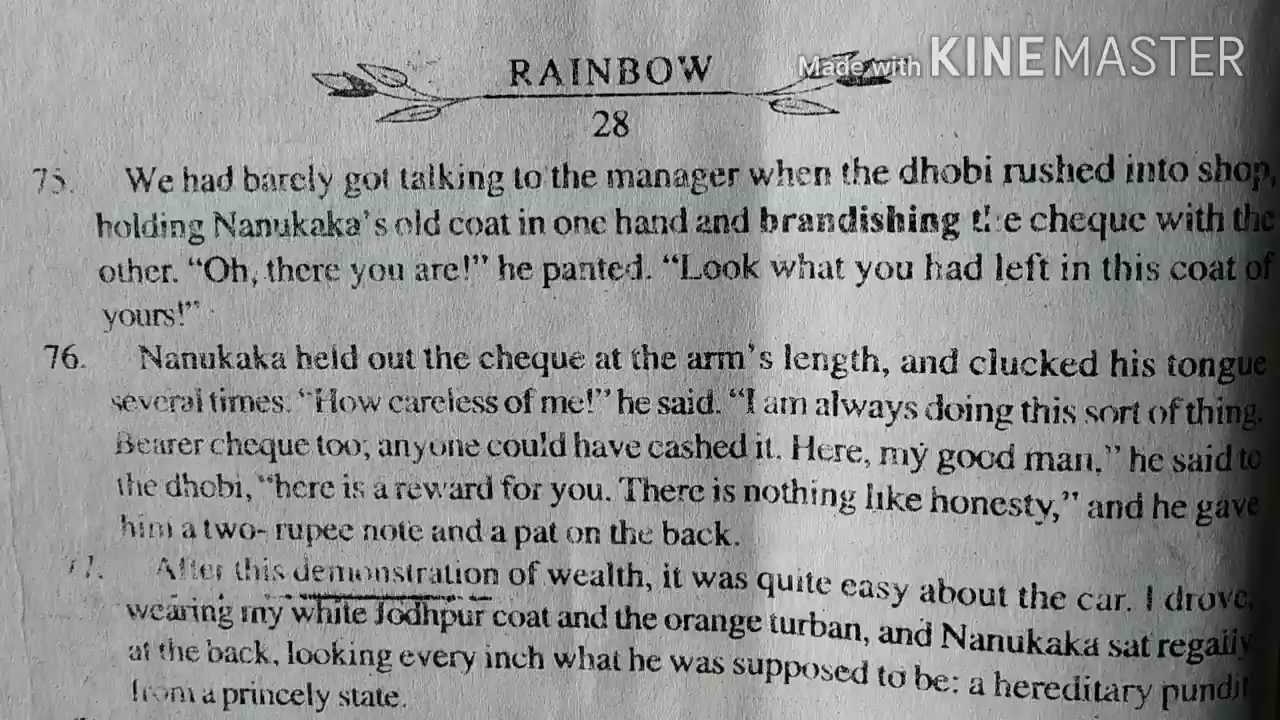 Made with KINEMASTER
RAINBOW
28
75. We had barely got talking to the manager when the dhobi rushed into shop,
holding Nanukaka's old coat in one hand and brandishing the cheque with the
other. “Oh, there you are!” he panted. “Look what you had left in this coat of
yours!”
76. Nanukaka held out the cheque at the arm's length, and clucked his tongue
several times. “How careless of me!” he said. “I am always doing this sort of thing.
Bearer cheque too; anyone could have cashed it. Here, my good man,” he said to
the dhobi, “here is a reward for you. There is nothing like honesty,” and he gave
him a two- rupee note and a pat on the back.
77. After this demonstration of wealth, it was quite easy about the car. I drove,
wearing my white Jodhpur coat and the orange turban, and Nanukaka sat regally
at the back, looking every inch what he was supposed to be: a hereditary pundit
from a princely state.